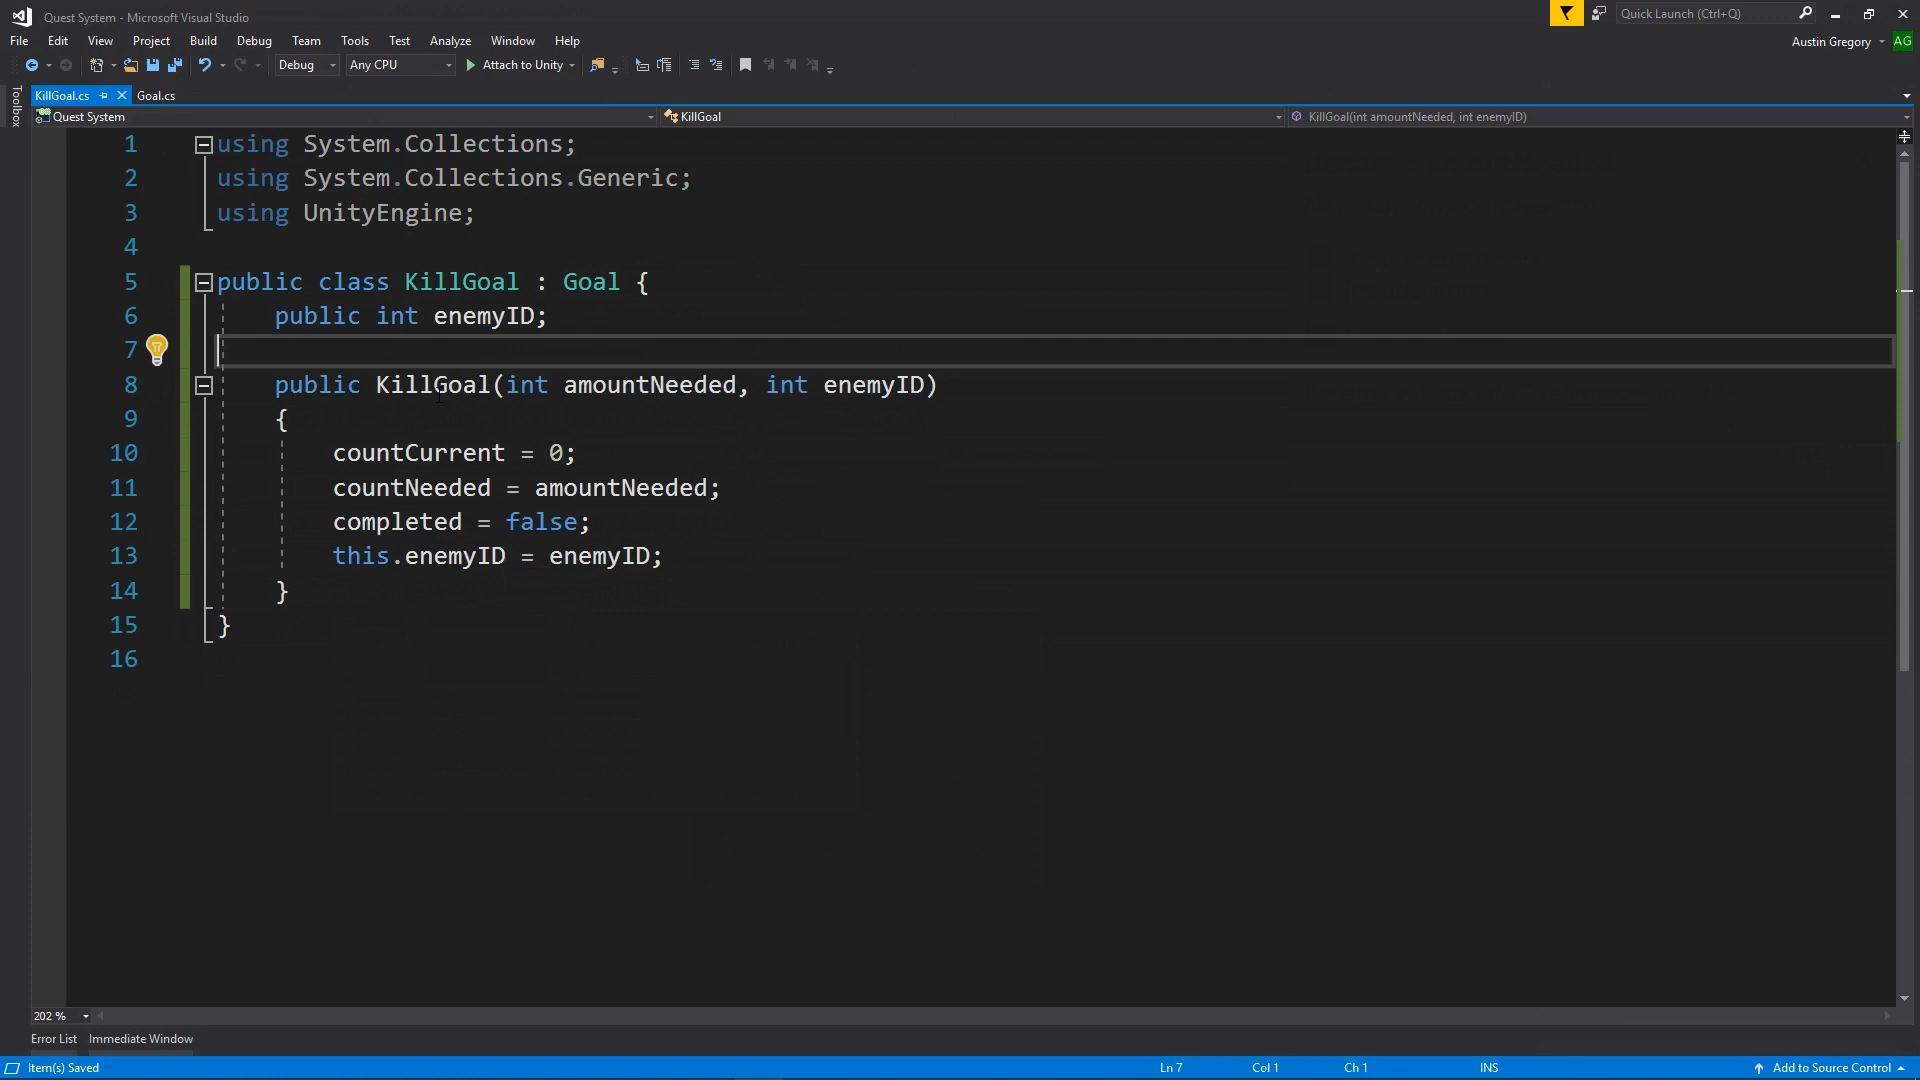 Quest System - Microsoft Visual Studio
Quick Launch (Ctrl+Q)
File Edit View Project Build Debug Team Tools Test Analyze Window Help
Austin Gregory AG
Debug Any CPU Attach to Unity
Toolbox
KillGoal.cs Goal.cs
Quest System KillGoal KillGoal(int amountNeeded, int enemyID)
1 using System.Collections;
2 using System.Collections.Generic;
3 using UnityEngine;
4
5 public class KillGoal : Goal {
6 public int enemyID;
7
8 public KillGoal(int amountNeeded, int enemyID)
9 {
10 countCurrent = 0;
11 countNeeded = amountNeeded;
12 completed = false;
13 this.enemyID = enemyID;
14 }
15 }
16
202 %
Error List Immediate Window
Item(s) Saved Ln 7 Col 1 Ch 1 INS Add to Source Control